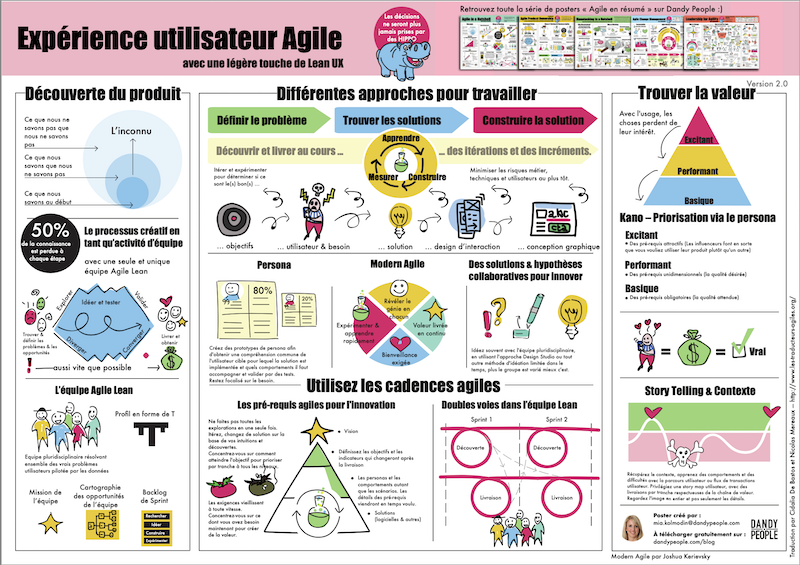 Expérience utilisateur Agile
avec une légère touche de Lean UX
Les décisions
ne seront plus
jamais prises par
des HIPPO
Retrouvez toute la série de posters « Agile en résumé » sur Dandy People :)
Version 2.0
Découverte du produit
Ce que nous ne
savons pas que
nous ne savons
pas
Ce que nous
savons que nous
ne savons pas
Ce que nous
savons au début
L'inconnu
50%
de la connaissance
est perdue à
chaque étape
Le processus créatif en
tant qu'activité d'équipe
avec une seule et unique
équipe Agile Lean
Explorer
Idéer et tester
Valider
Diverger
Converger
Trouver &
définir les
problèmes & les
opportunités
Livrer et
obtenir
aussi vite que possible
L'équipe Agile Lean
Profil en forme de T
Equipe pluridisciplinaire résolvant
ensemble des vrais problèmes
utilisateurs pilotée par les données
Mission de
l'équipe
Cartographie
des opportunités
de l'équipe
Backlog
de Sprint
Rechercher
Idéer
Construire
Expérimenter
Différentes approches pour travailler
Définir le problème
Trouver les solutions
Construire la solution
Découvrir et livrer au cours ...
Apprendre
Mesurer
Construire
... des itérations et des incréments.
Itérer et expérimenter
pour déterminer si ce
sont le(s) bon(s) ...
Minimiser les risques métier,
techniques et utilisateurs au plus tôt.
... objectifs
... utilisateur & besoin
... solution
... design d'interaction
... conception graphique
Persona
80%
20%
Créez des prototypes de persona afin
d'obtenir une compréhension commune de
l'utilisateur cible pour lequel la solution est
implémentée et quels comportements il faut
accompagner et valider par des tests.
Restez focalisé sur le besoin.
Modern Agile
Révéler le
génie en
chacun
Expérimenter &
apprendre
rapidement
Valeur livrée
en continu
Bienveillance
exigée
Des solutions & hypothèses
collaboratives pour innover
Idéez souvent avec l'équipe pluridisciplinaire,
en utilisant l'approche Design Studio ou tout
autre méthode d'idéation limitée dans le
temps, plus le groupe est varié mieux c'est.
Utilisez les cadences agiles
Les pré-requis agiles pour l'innovation
Ne faites pas toutes les
explorations en une seule fois.
Itérez, changez de solution sur la
base de vos intuitions et
découvertes.
Concentrez-vous sur comment
atteindre l'objectif pour prioriser
par tranche à tous les niveaux.
Les exigences vieillissent
à toute vitesse.
Concentrez-vous sur ce
dont vous avez besoin
maintenant pour créer
de la valeur.
• Vision
• Définissez les objectifs et les
indicateurs qui changeront après
la livraison
• Les personas et les
comportements autant
que les scénarios. Les
détails des pré-requis
viendront en temps voulu.
• Solutions
(logicielles & autres)
Doubles voies dans l'équipe Lean
Sprint 1
Sprint 2
Découverte
Découverte
Livraison
Livraison
Trouver la valeur
Avec l'usage, les
choses perdent de
leur intérêt.
Excitant
Performant
Basique
Kano – Priorisation via le persona
Excitant
• Des pré-requis attractifs (Les influenceurs font en sorte
que vous vouliez utiliser leur produit plutôt qu'un autre)
Performant
• Des pré-requis unidimensionnels (la qualité désirée)
Basique
• Des pré-requis obligatoires (la qualité attendue)
= $ = Vrai
Story Telling & Contexte
Récupérez le contexte, apprenez des comportements et des
difficultés avec le parcours utilisateur ou flux de transactions
utilisateur. Privilégiez une story map utilisateur, avec des
livraisons par tranche respectueuses de la chaîne de valeur.
Regardez l'image en entier et pas seulement les détails.
Poster créé par :
mia.kolmodin@dandypeople.com
À télécharger gratuitement sur :
dandypeople.com/blog
DANDY
PEOPLE
Modern Agile par Joshua Kerievsky